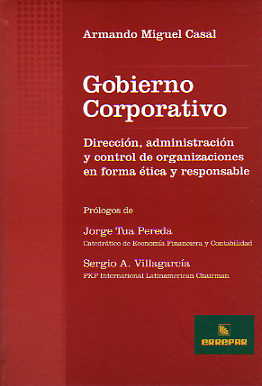 Armando Miguel Casal
Gobierno
Corporativo
Dirección, administración
y control de organizaciones
en forma ética y responsable
Prólogos de
Jorge Tua Pereda
Catedrático de Economía Financiera y Contabilidad
Sergio A. Villagarcía
PKF International Latinamerican Chairman
ERREPAR